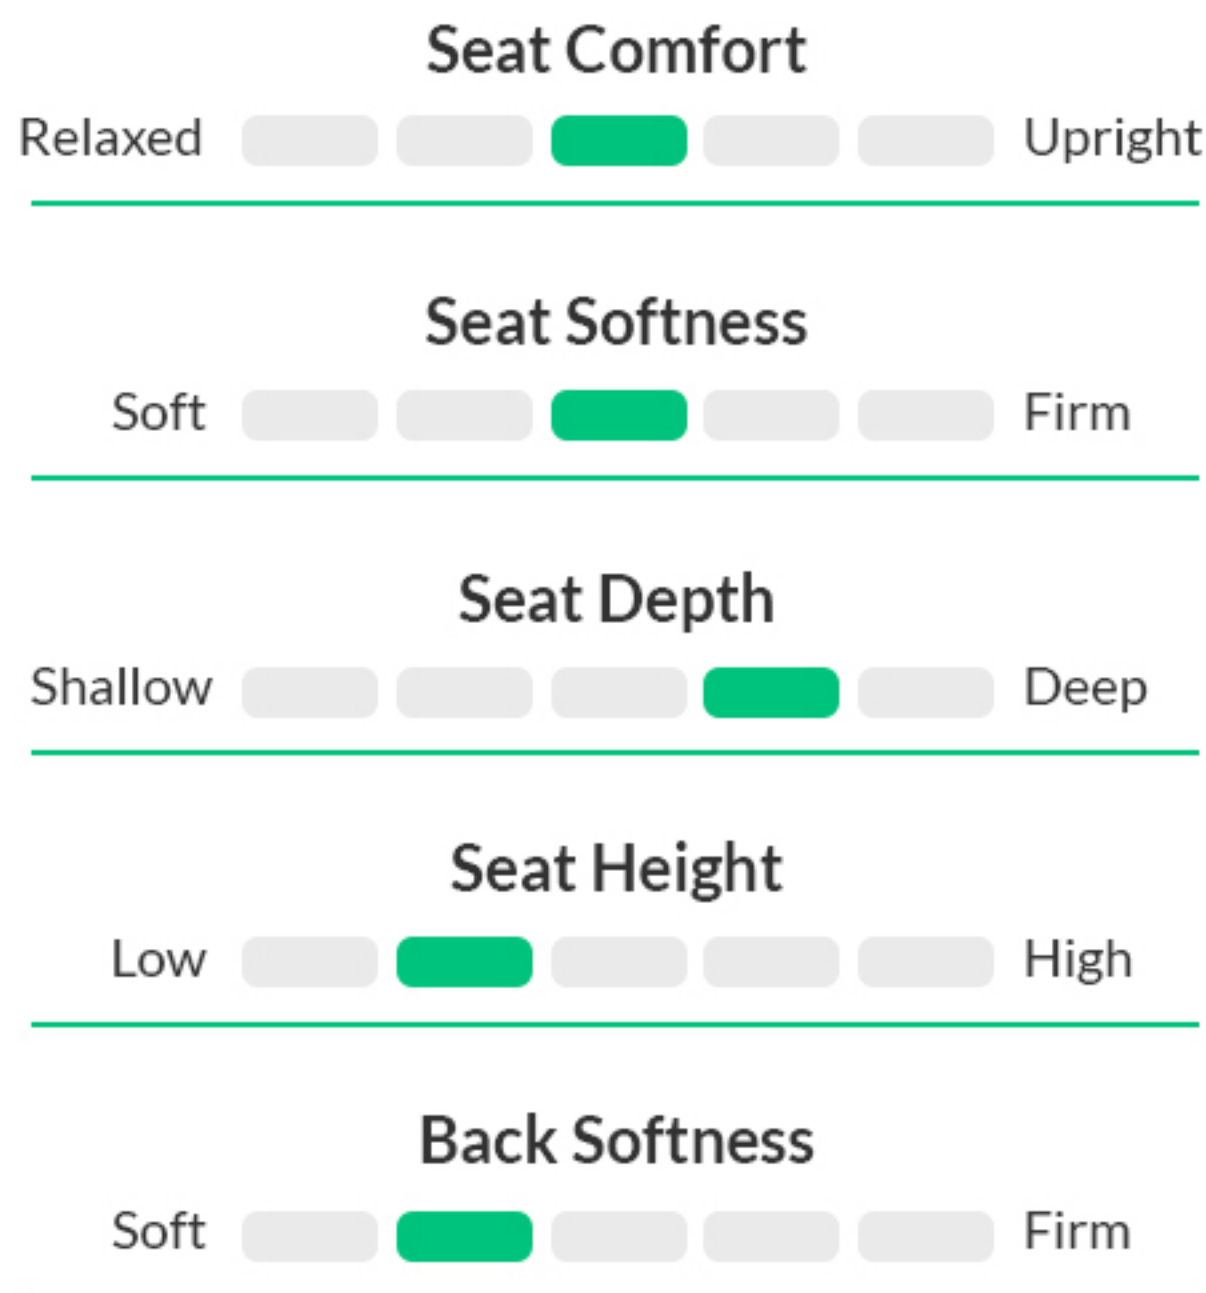 Seat Comfort
Relaxed Upright
Seat Softness
Soft Firm
Seat Depth
Shallow Deep
Seat Height
Low High
Back Softness
Soft Firm